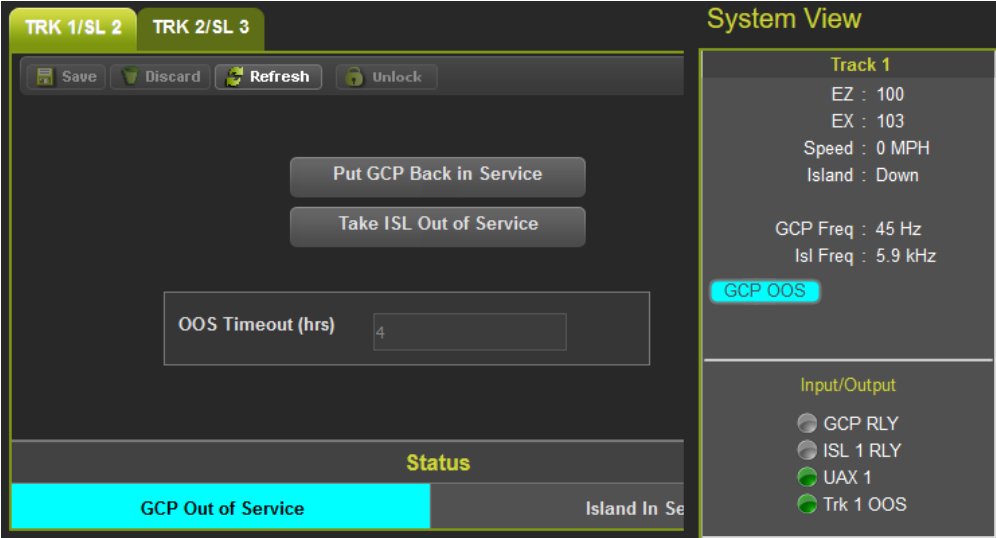 TRK 1/SL 2
TRK 2/SL 3
Save
Discard
Refresh
Unlock
Put GCP Back in Service
Take ISL Out of Service
OOS Timeout (hrs)
4
Status
GCP Out of Service
Island In Se
System View
Track 1
EZ : 100
EX : 103
Speed : 0 MPH
Island : Down
GCP Freq : 45 Hz
Isl Freq : 5.9 kHz
GCP OOS
Input/Output
GCP RLY
ISL 1 RLY
UAX 1
Trk 1 OOS